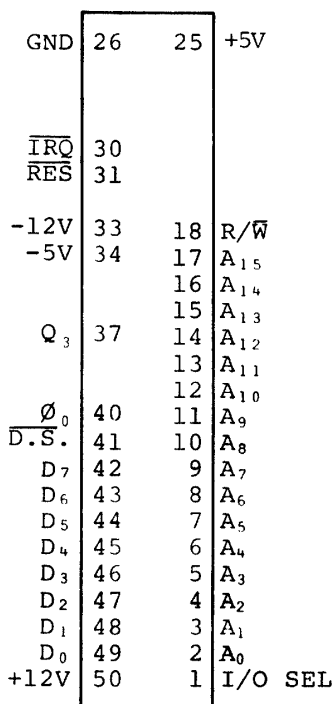 GND 26 25 +5V
I̅R̅Q̅ 30
R̅E̅S̅ 31
-12V 33 18 R/W̅
-5V 34 17 A₁₅
16 A₁₄
15 A₁₃
Q₃ 37 14 A₁₂
13 A₁₁
12 A₁₀
Ø₀ 40 11 A₉
D̅.̅S̅.̅ 41 10 A₈
D₇ 42 9 A₇
D₆ 43 8 A₆
D₅ 44 7 A₅
D₄ 45 6 A₄
D₃ 46 5 A₃
D₂ 47 4 A₂
D₁ 48 3 A₁
D₀ 49 2 A₀
+12V 50 1 I/O SEL